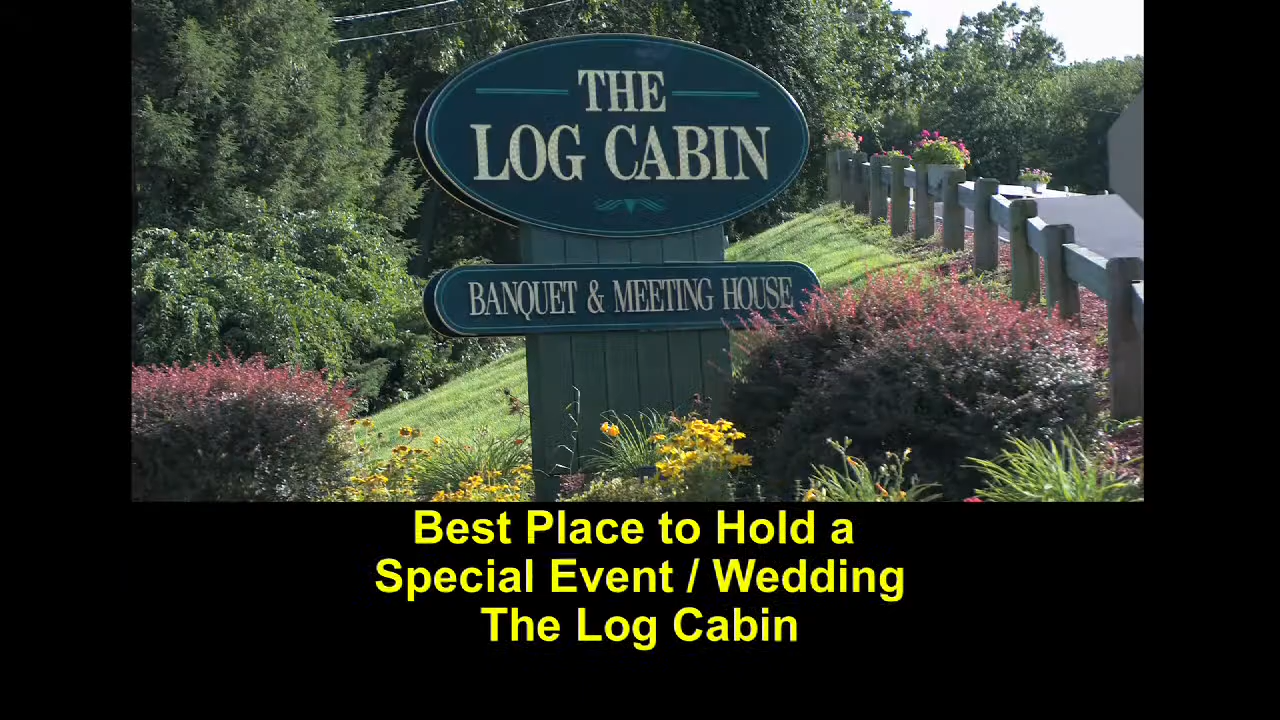 THE
LOG CABIN
BANQUET & MEETING HOUSE
Best Place to Hold a
Special Event / Wedding
The Log Cabin